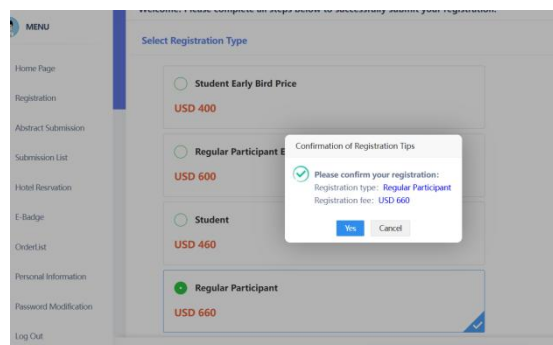 Welcome: Please complete all steps below to successfully submit your registration.
MENU
Select Registration Type
Home Page
Registration
Abstract Submission
Submission List
Hotel Resrvation
E-Badge
OrderList
Personal Information
Password Modification
Log Out
Student Early Bird Price
USD 400
Regular Participant E
USD 600
Student
USD 460
Regular Participant
USD 660
Confirmation of Registration Tips
Please confirm your registration:
Registration type: Regular Participant
Registration fee: USD 660
Yes Cancel